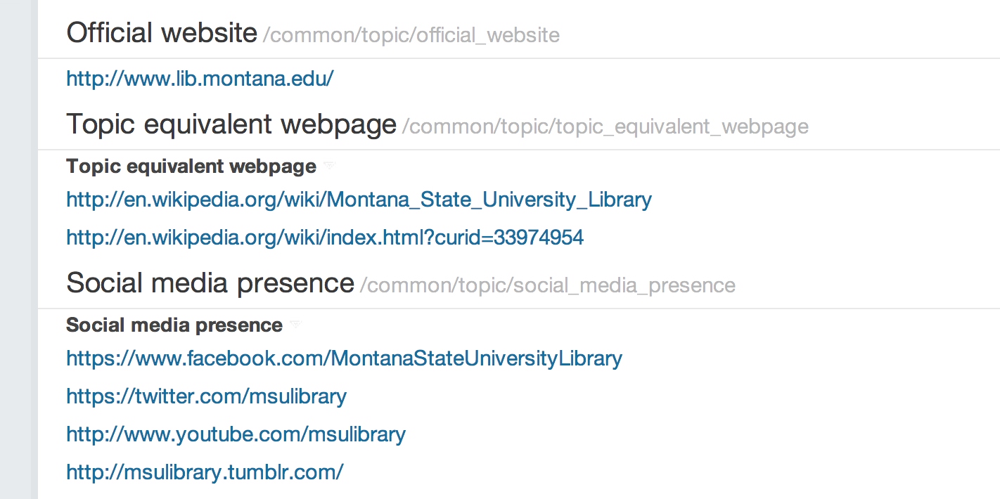 Official website /common/topic/official_website
http://www.lib.montana.edu/
Topic equivalent webpage /common/topic/topic_equivalent_webpage
Topic equivalent webpage
http://en.wikipedia.org/wiki/Montana_State_University_Library
http://en.wikipedia.org/wiki/index.html?curid=33974954
Social media presence /common/topic/social_media_presence
Social media presence
https://www.facebook.com/MontanaStateUniversityLibrary
https://twitter.com/msulibrary
http://www.youtube.com/msulibrary
http://msulibrary.tumblr.com/